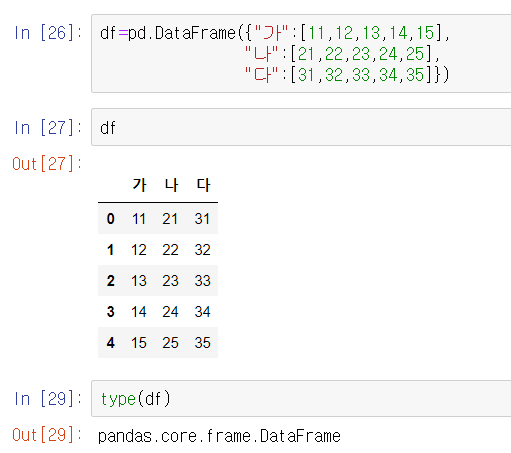 In [26]: df=pd.DataFrame({"가":[11,12,13,14,15],
"나":[21,22,23,24,25],
"다":[31,32,33,34,35]})
In [27]: df
Out[27]:
가 나 다
0 11 21 31
1 12 22 32
2 13 23 33
3 14 24 34
4 15 25 35
In [29]: type(df)
Out[29]: pandas.core.frame.DataFrame